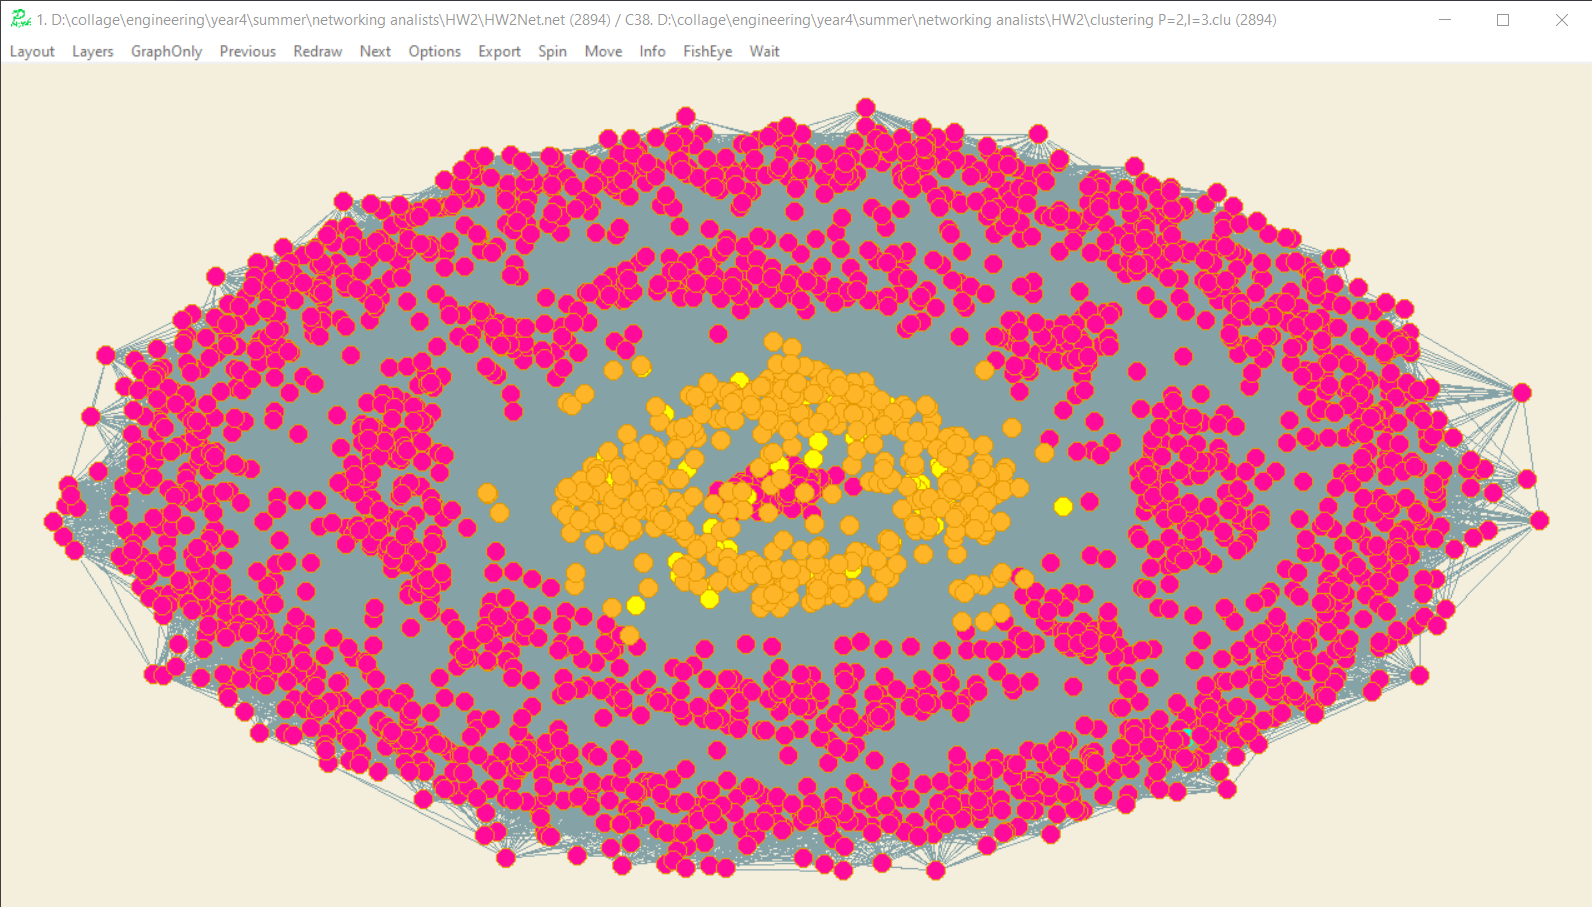 1. D:\collage\engineering\year4\summer\networking analists\HW2\HW2Net.net (2894) / C38. D:\collage\engineering\year4\summer\networking analists\HW2\clustering P=2,I=3.clu (2894)
Layout Layers GraphOnly Previous Redraw Next Options Export Spin Move Info FishEye Wait